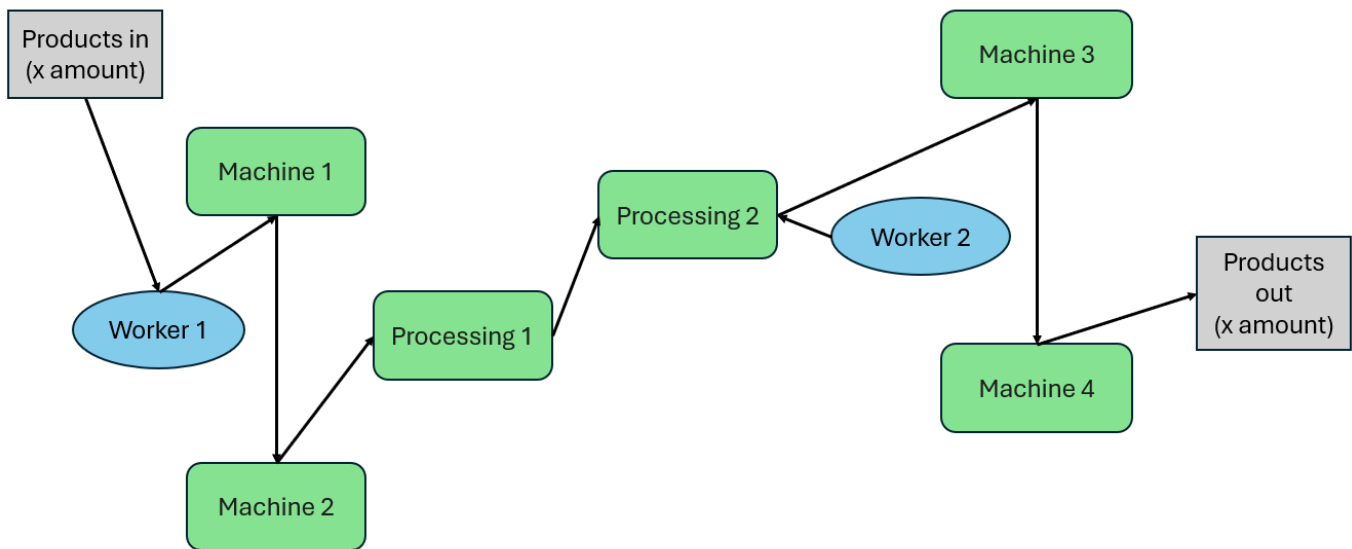 Products in
(x amount)
Machine 1
Worker 1
Machine 2
Processing 1
Processing 2
Worker 2
Machine 3
Machine 4
Products
out
(x amount)